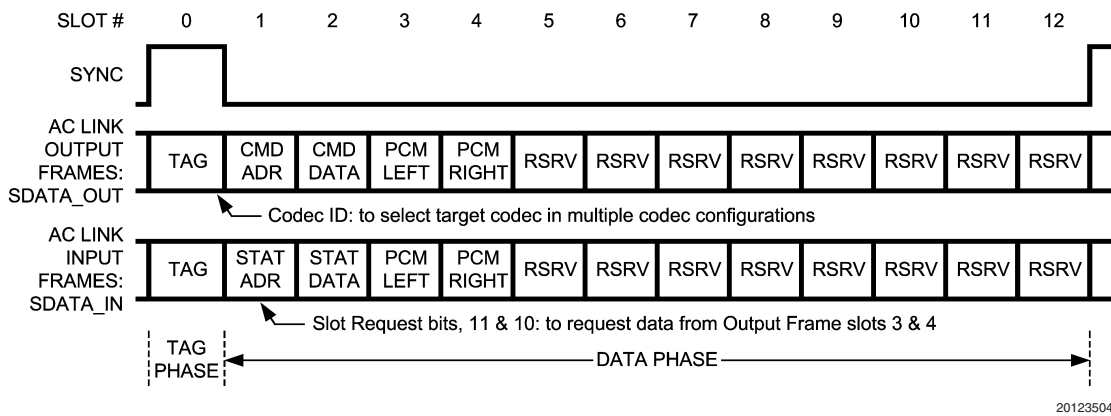 SLOT # 0 1 2 3 4 5 6 7 8 9 10 11 12
SYNC
AC LINK
OUTPUT
FRAMES:
SDATA_OUT
TAG
CMD ADR
CMD DATA
PCM LEFT
PCM RIGHT
RSRV RSRV RSRV RSRV RSRV RSRV RSRV RSRV
Codec ID: to select target codec in multiple codec configurations
AC LINK
INPUT
FRAMES:
SDATA_IN
TAG
STAT ADR
STAT DATA
PCM LEFT
PCM RIGHT
RSRV RSRV RSRV RSRV RSRV RSRV RSRV RSRV
Slot Request bits, 11 & 10: to request data from Output Frame slots 3 & 4
TAG
PHASE
DATA PHASE
20123504